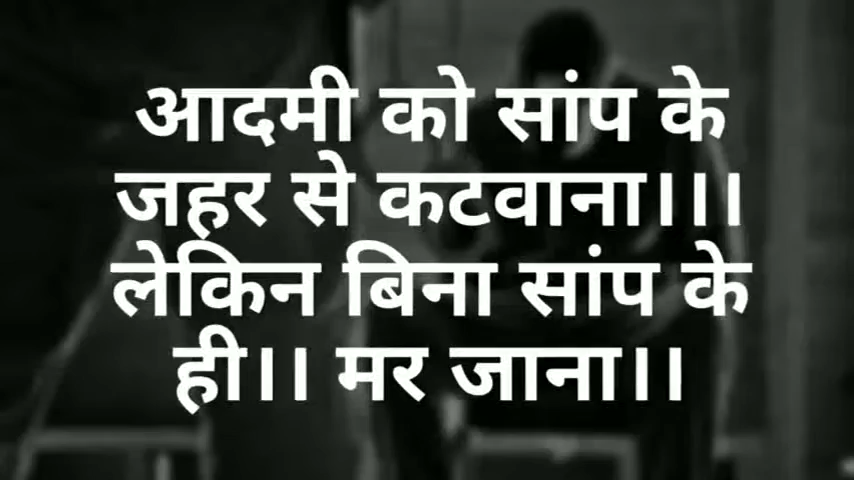 आदमी को सांप के
जहर से कटवाना।।।
लेकिन बिना सांप के
ही।। मर जाना।।